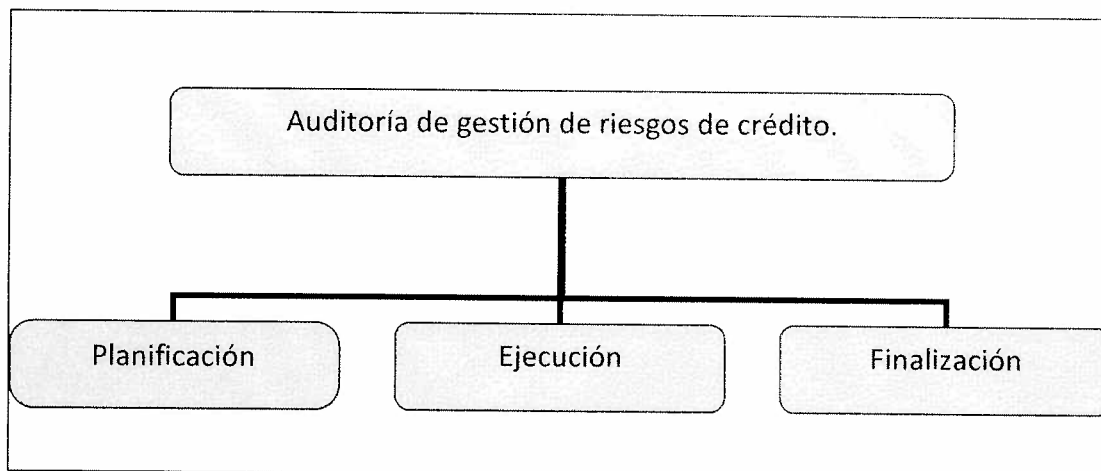 Auditoría de gestión de riesgos de crédito.
Planificación
Ejecución
Finalización